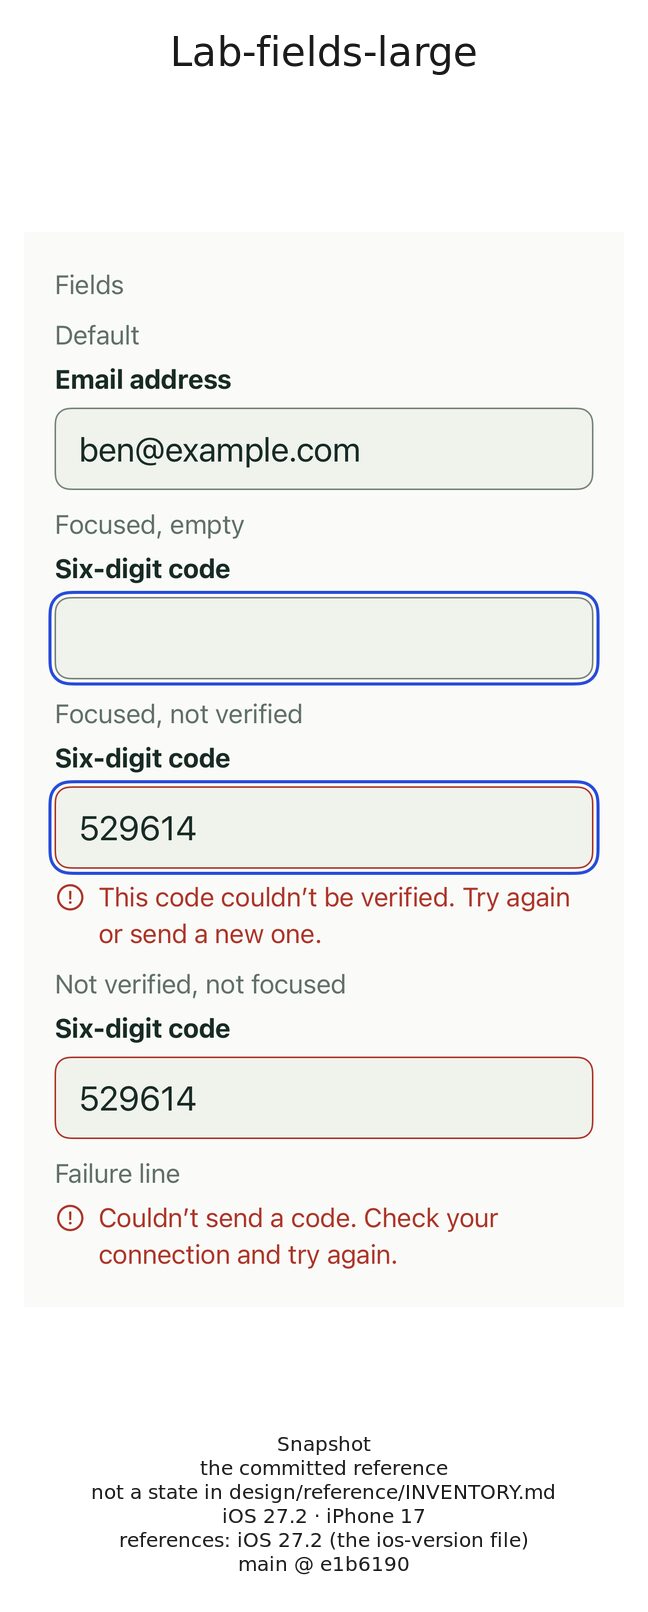 Lab-fields-large
Fields
Default
Email address
ben@example.com
Focused, empty
Six-digit code
Focused, not verified
Six-digit code
529614
This code couldn’t be verified. Try again
or send a new one.
Not verified, not focused
Six-digit code
529614
Failure line
Couldn’t send a code. Check your
connection and try again.
Snapshot
the committed reference
not a state in design/reference/INVENTORY.md
iOS 27.2 · iPhone 17
references: iOS 27.2 (the ios-version file)
main @ e1b6190